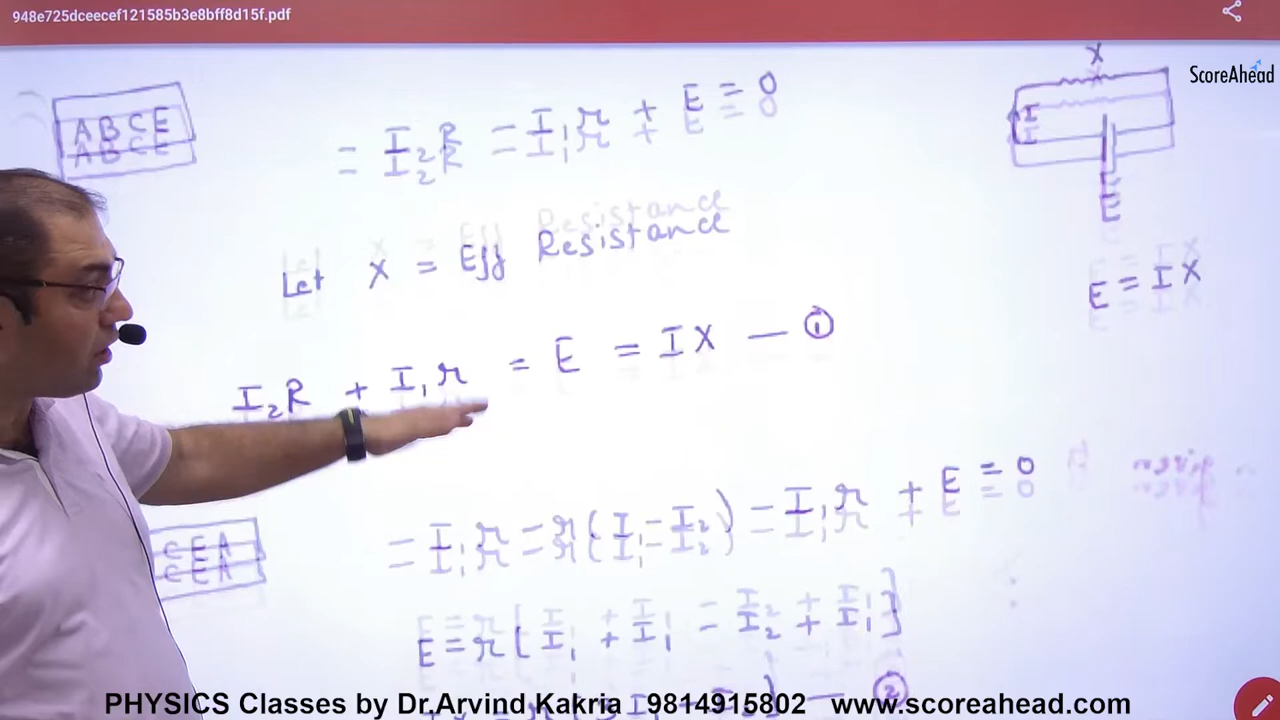 948e725dceecef121585b3e8bff8d15f.pdf
ScoreAhead
X
I
E
E = IX
ABCE
- I₂R - I₁r + E = 0
Let X = Eff Resistance
I₂R + I₁r = E = IX — ①
CEA
- I₁r - r(I₁ - I₂) - I₁r + E = 0
E = r[I₁ + I₁ - I₂ + I₁]
— ②
PHYSICS Classes by Dr.Arvind Kakria 9814915802 www.scoreahead.com